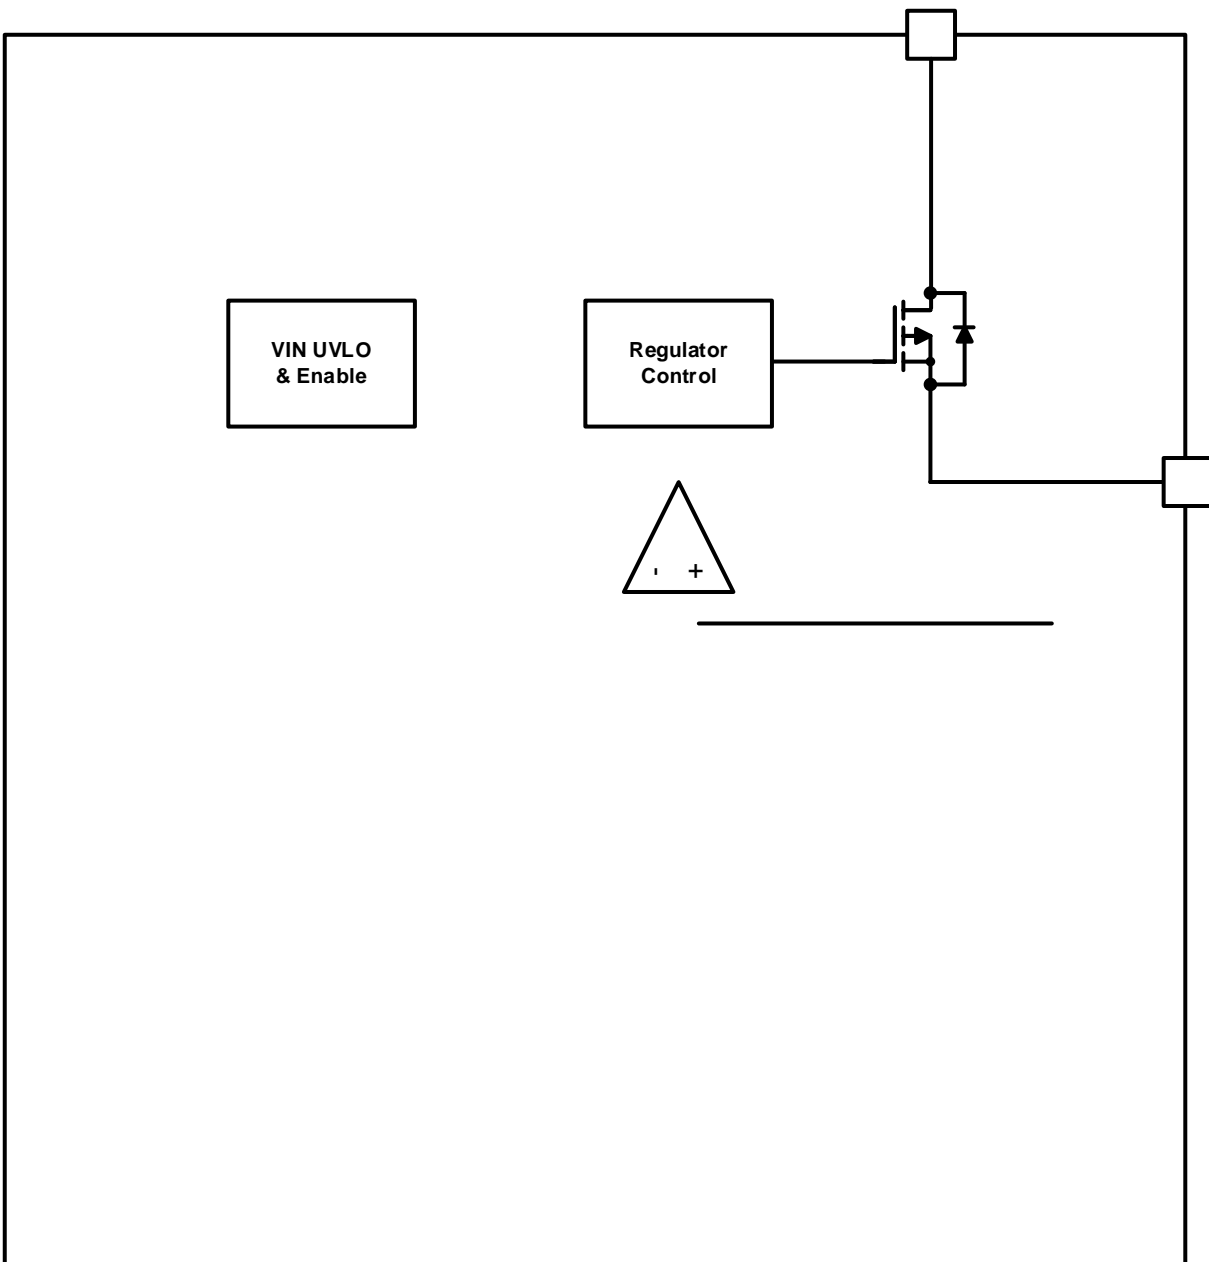 VIN UVLO
& Enable
Regulator
Control
- +